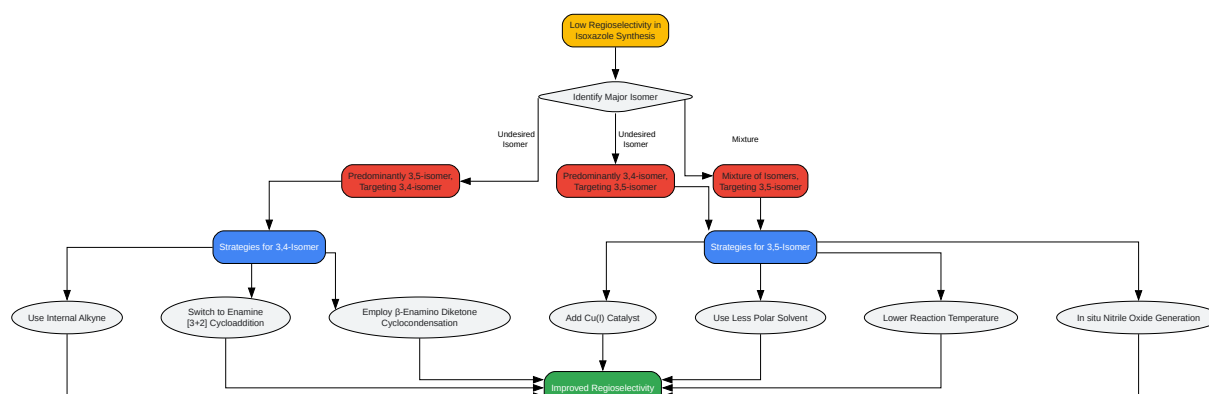 Low Regioselectivity in
Isoxazole Synthesis
Identify Major Isomer
Undesired
Isomer
Undesired
Isomer
Mixture
Predominantly 3,5-isomer,
Targeting 3,4-isomer
Predominantly 3,4-isomer,
Targeting 3,5-isomer
Mixture of Isomers,
Targeting 3,5-isomer
Strategies for 3,4-Isomer
Strategies for 3,5-Isomer
Use Internal Alkyne
Switch to Enamine
[3+2] Cycloaddition
Employ β-Enamino Diketone
Cyclocondensation
Add Cu(I) Catalyst
Use Less Polar Solvent
Lower Reaction Temperature
In situ Nitrile Oxide Generation
Improved Regioselectivity